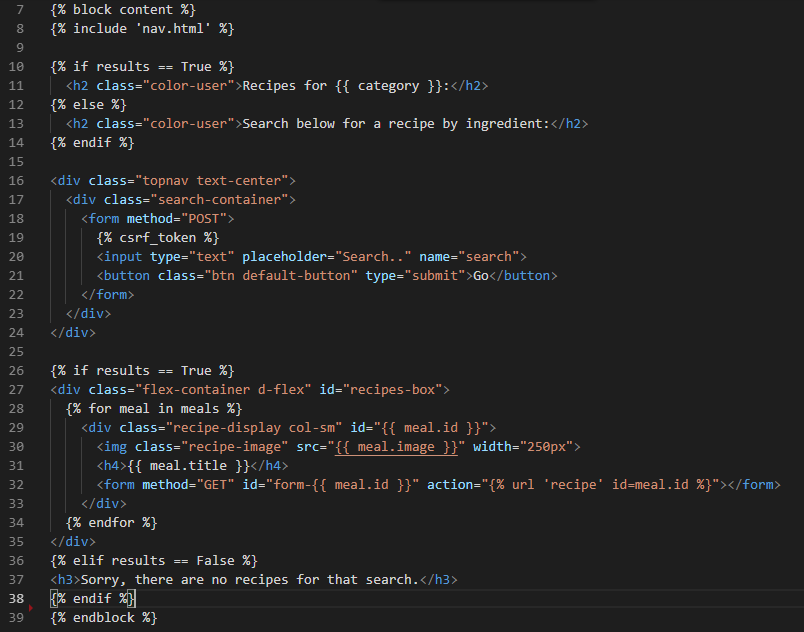 7 {% block content %}
8 {% include 'nav.html' %}
9
10 {% if results == True %}
11 <h2 class="color-user">Recipes for {{ category }}:</h2>
12 {% else %}
13 <h2 class="color-user">Search below for a recipe by ingredient:</h2>
14 {% endif %}
15
16 <div class="topnav text-center">
17 <div class="search-container">
18 <form method="POST">
19 {% csrf_token %}
20 <input type="text" placeholder="Search.." name="search">
21 <button class="btn default-button" type="submit">Go</button>
22 </form>
23 </div>
24 </div>
25
26 {% if results == True %}
27 <div class="flex-container d-flex" id="recipes-box">
28 {% for meal in meals %}
29 <div class="recipe-display col-sm" id="{{ meal.id }}">
30 <img class="recipe-image" src="{{ meal.image }}" width="250px">
31 <h4>{{ meal.title }}</h4>
32 <form method="GET" id="form-{{ meal.id }}" action="{% url 'recipe' id=meal.id %}"></form>
33 </div>
34 {% endfor %}
35 </div>
36 {% elif results == False %}
37 <h3>Sorry, there are no recipes for that search.</h3>
38 {% endif %}
39 {% endblock %}